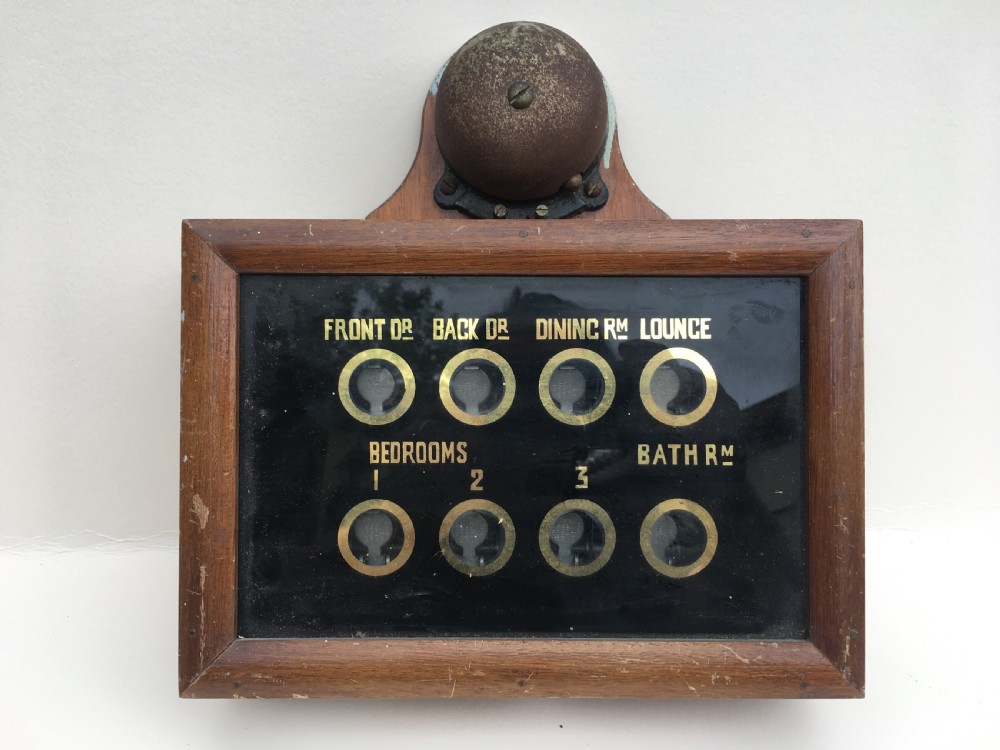 FRONT DR BACK DR DINING RM LOUNGE
BEDROOMS BATH RM
1 2 3